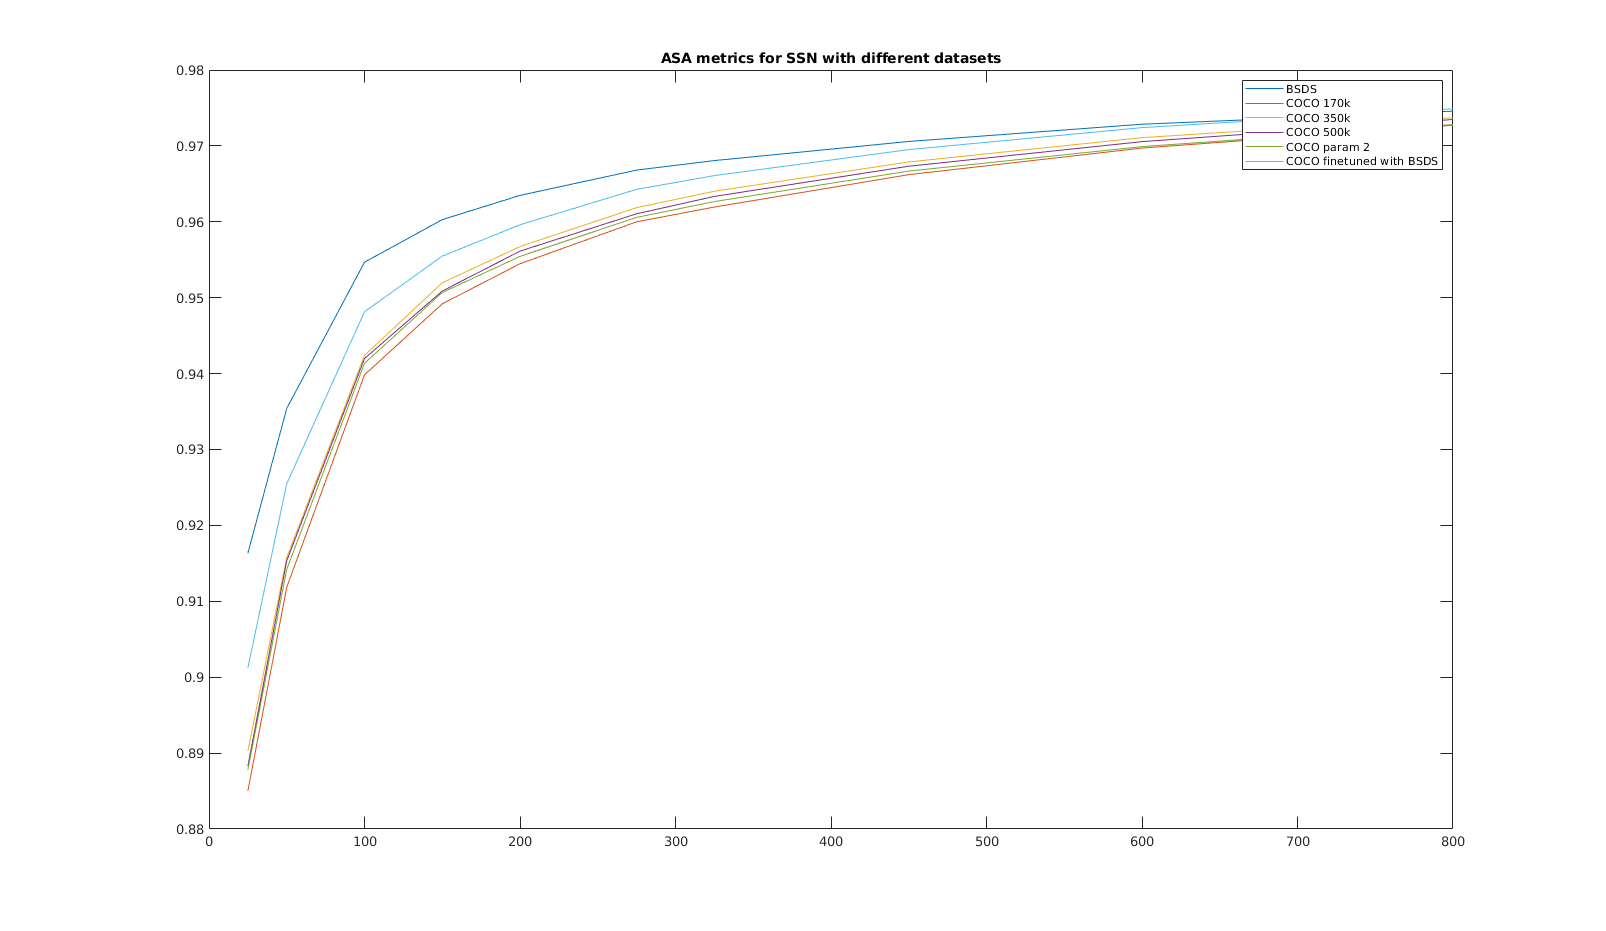 ASA metrics for SSN with different datasets
0.98
0.97
0.96
0.95
0.94
0.93
0.92
0.91
0.9
0.89
0.88
BSDS
COCO 170k
COCO 350k
COCO 500k
COCO param 2
COCO finetuned with BSDS
0 100 200 300 400 500 600 700 800